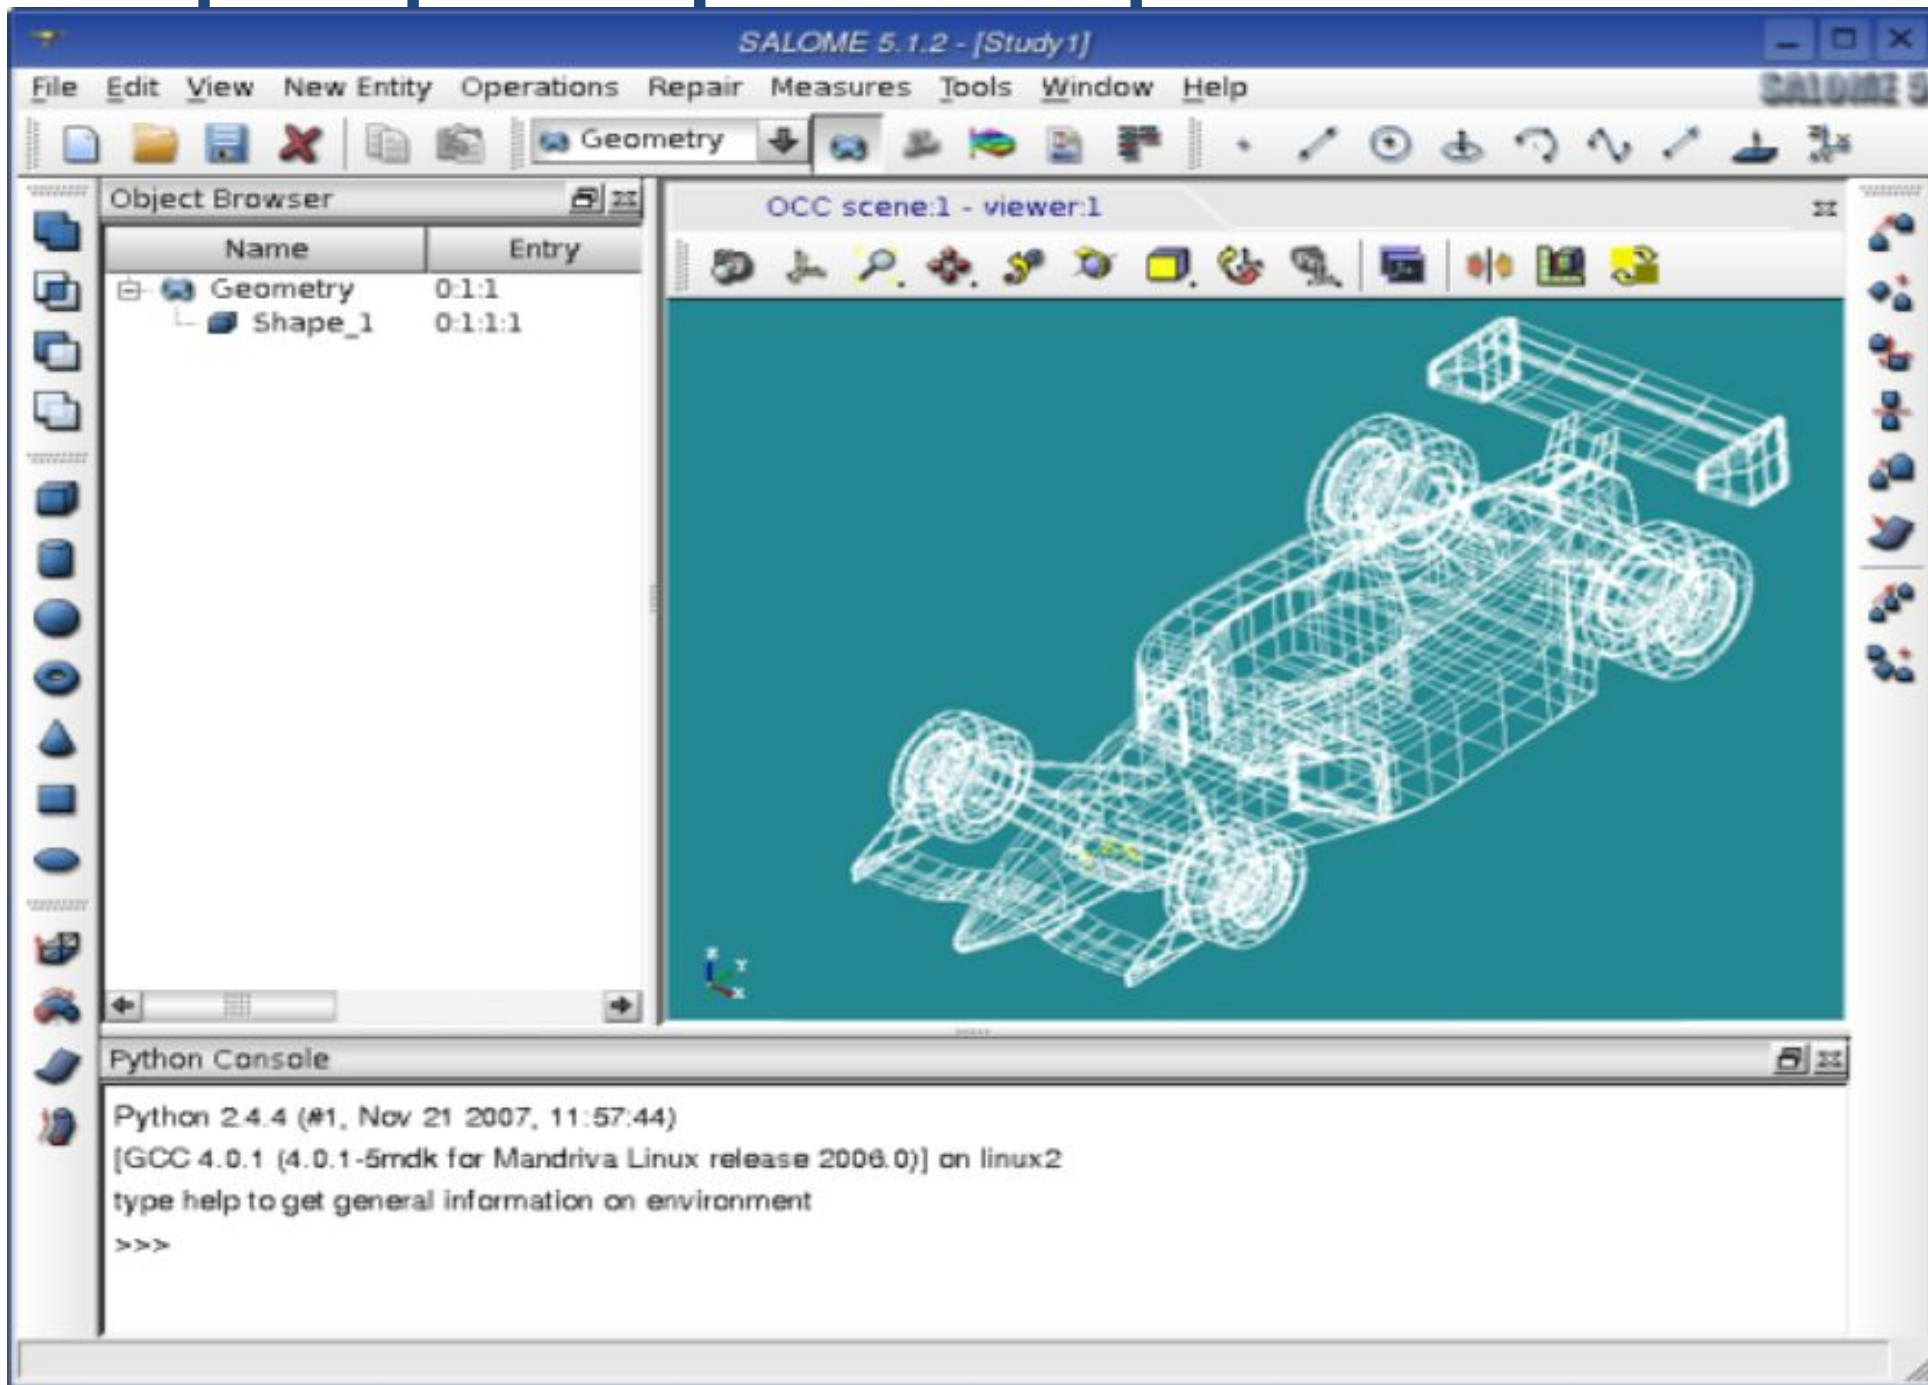 SALOME 5.1.2 - [Study1]
File Edit View New Entity Operations Repair Measures Tools Window Help SALOME 5
Geometry
Object Browser
OCC scene:1 - viewer:1
Name Entry
Geometry 0:1:1
Shape_1 0:1:1:1
Z
Y
X
Python Console
Python 2.4.4 (#1, Nov 21 2007, 11:57:44)
[GCC 4.0.1 (4.0.1-5mdk for Mandriva Linux release 2006.0)] on linux2
type help to get general information on environment
>>>